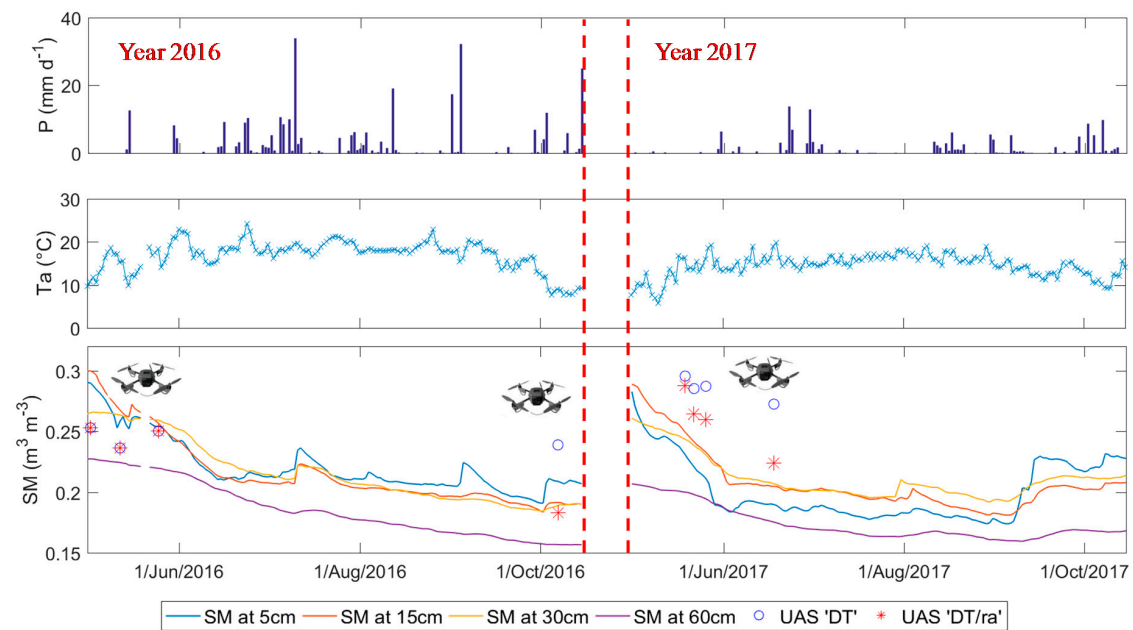 P (mm d⁻¹)
40
20
0
Year 2016
Year 2017
Ta (°C)
30
20
10
0
SM (m³ m⁻³)
0.3
0.25
0.2
0.15
1/Jun/2016
1/Aug/2016
1/Oct/2016
1/Jun/2017
1/Aug/2017
1/Oct/2017
SM at 5cm
SM at 15cm
SM at 30cm
SM at 60cm
UAS 'DT'
UAS 'DT/ra'